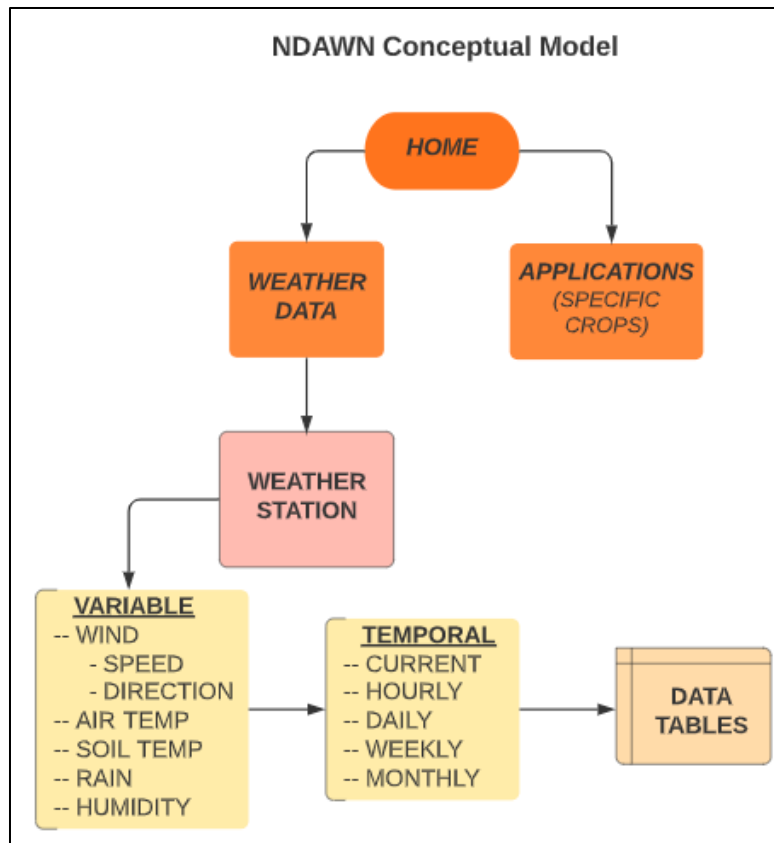 NDAWN Conceptual Model
HOME
WEATHER
DATA
APPLICATIONS
(SPECIFIC
CROPS)
WEATHER
STATION
VARIABLE
-- WIND
- SPEED
- DIRECTION
-- AIR TEMP
-- SOIL TEMP
-- RAIN
-- HUMIDITY
TEMPORAL
-- CURRENT
-- HOURLY
-- DAILY
-- WEEKLY
-- MONTHLY
DATA
TABLES